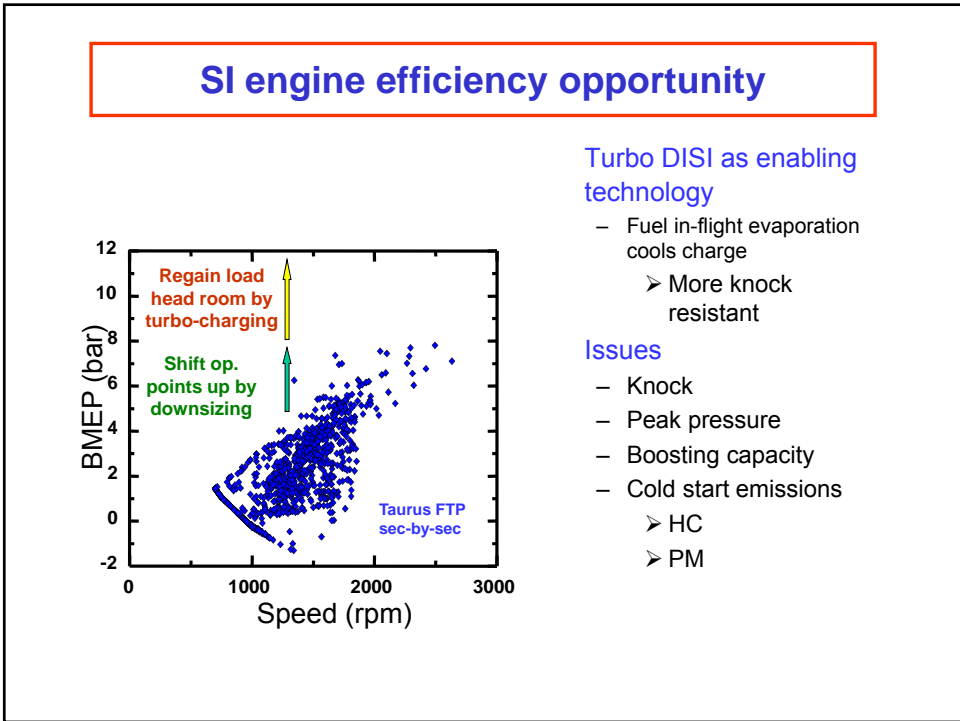 SI engine efficiency opportunity
12
10
8
6
4
2
0
-2
BMEP (bar)
Regain load
head room by
turbo-charging
Shift op.
points up by
downsizing
Taurus FTP
sec-by-sec
0
1000
2000
3000
Speed (rpm)
Turbo DISI as enabling
technology
– Fuel in-flight evaporation
cools charge
➢ More knock
resistant
Issues
– Knock
– Peak pressure
– Boosting capacity
– Cold start emissions
➢ HC
➢ PM